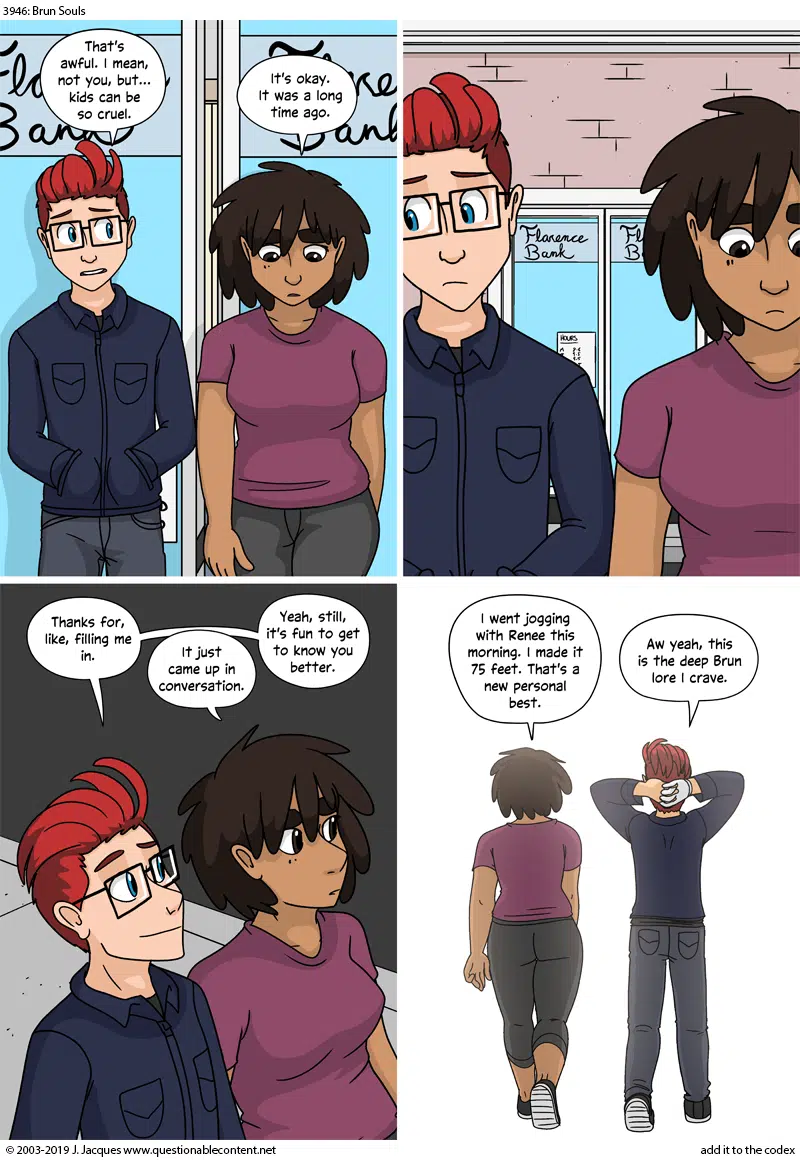 3946: Brun Souls
That's
awful. I mean,
not you, but...
kids can be
so cruel.
It's okay.
It was a long
time ago.
Florence
Bank
HOURS
Thanks for,
like, filling me
in.
It just
came up in
conversation.
Yeah, still,
it's fun to get
to know you
better.
I went jogging
with Renee this
morning. I made it
75 feet. That's a
new personal
best.
Aw yeah, this
is the deep Brun
lore I crave.
© 2003-2019 J. Jacques www.questionablecontent.net
add it to the codex